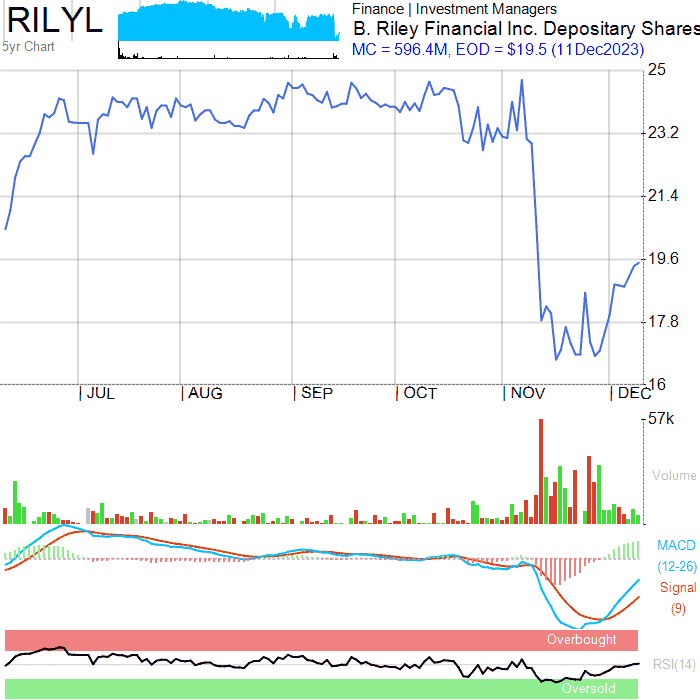 RILYL
5yr Chart
Finance | Investment Managers
B. Riley Financial Inc. Depositary Shares
MC = 596.4M, EOD = $19.5 (11Dec2023)
25
23.2
21.4
19.6
17.8
16
JUL
AUG
SEP
OCT
NOV
DEC
57k
Volume
MACD
(12-26)
Signal
(9)
Overbought
RSI(14)
Oversold